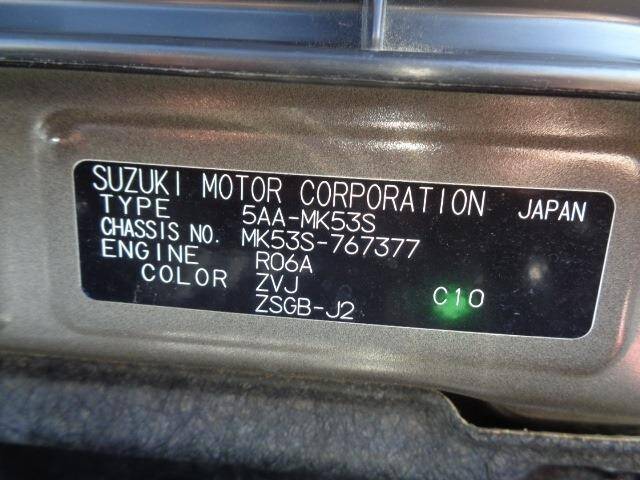 SUZUKI MOTOR CORPORATION JAPAN
TYPE 5AA-MK53S
CHASSIS NO. MK53S-767377
ENGINE R06A
COLOR ZVJ
ZSGB-J2 C10